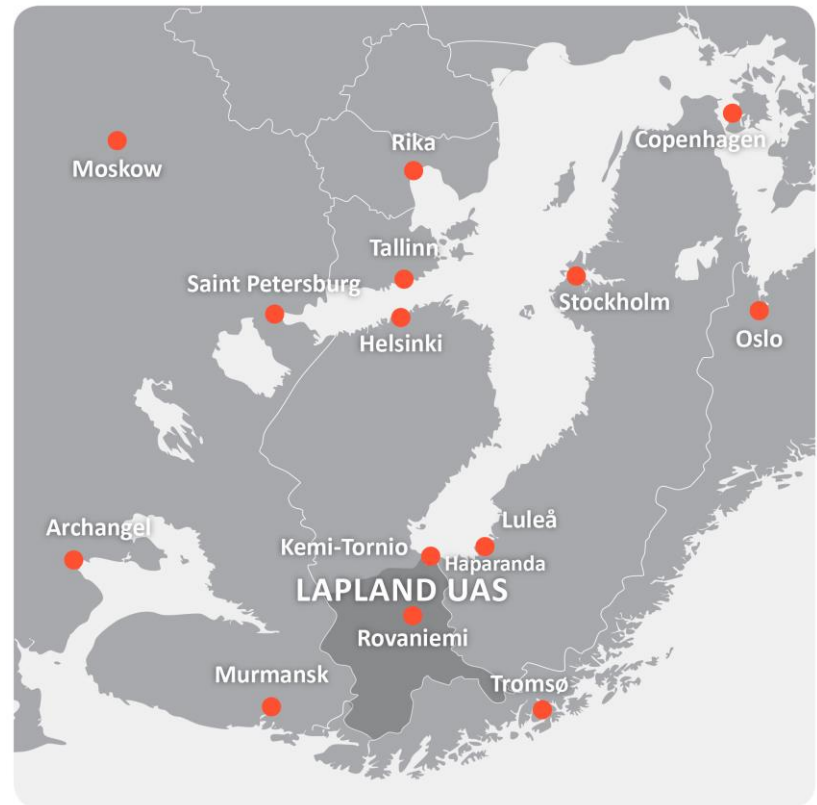 Copenhagen
Moskow
Rika
Tallinn
Saint Petersburg
Stockholm
Helsinki
Oslo
Luleå
Archangel
Kemi-Tornio
Haparanda
LAPLAND UAS
Rovaniemi
Murmansk
Tromsø